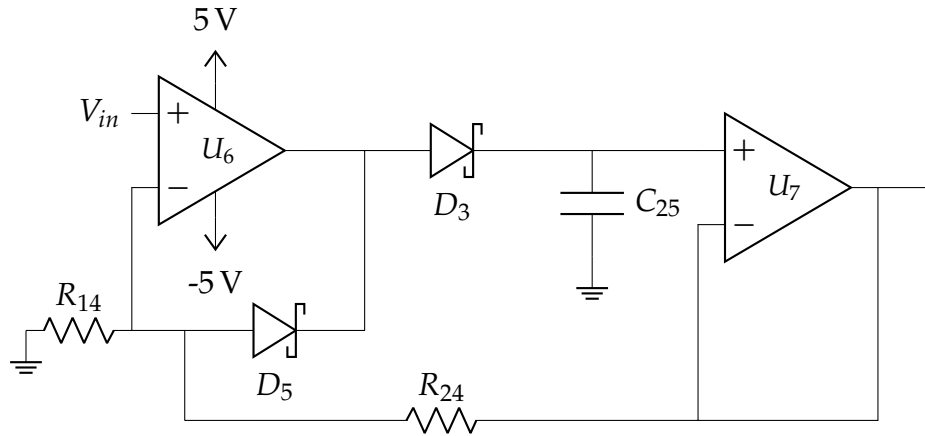 5 V
V_in
+
U_6
−
-5 V
D_3
C_25
+
U_7
−
R_14
D_5
R_24